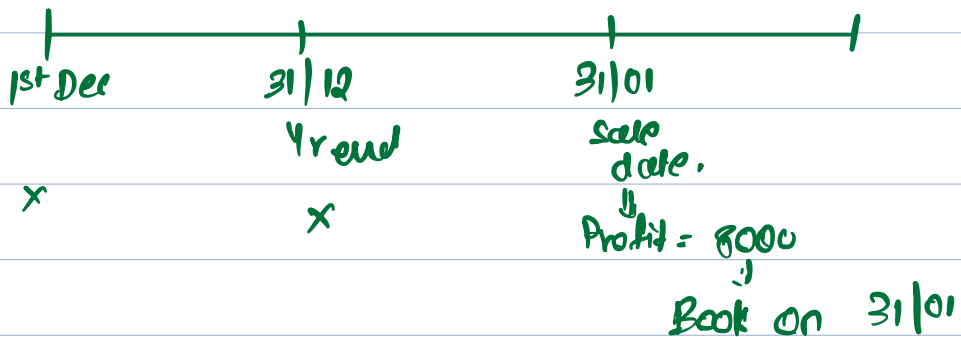 1st Dec 31/12 31/01
Yr end sale
date.
x x
Profit = 8000
Book on 31/01